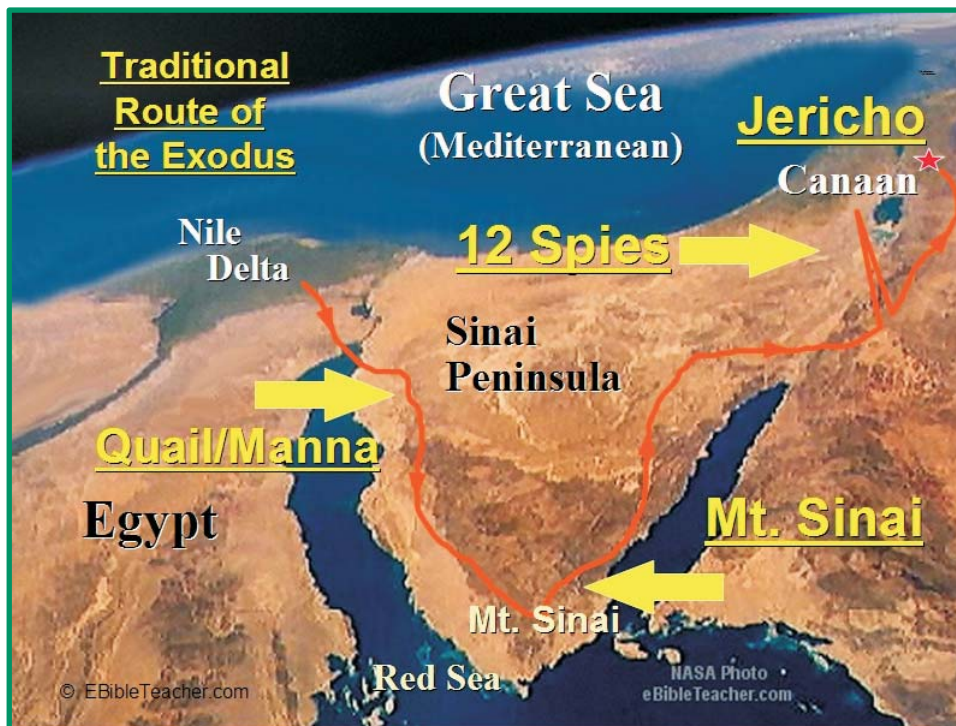 Traditional
Route of
the Exodus
Great Sea
(Mediterranean)
Jericho
Canaan
Nile
Delta
12 Spies
Sinai
Peninsula
Quail/Manna
Egypt
Mt. Sinai
Mt. Sinai
Red Sea
NASA Photo
eBibleTeacher.com
© EBibleTeacher.com